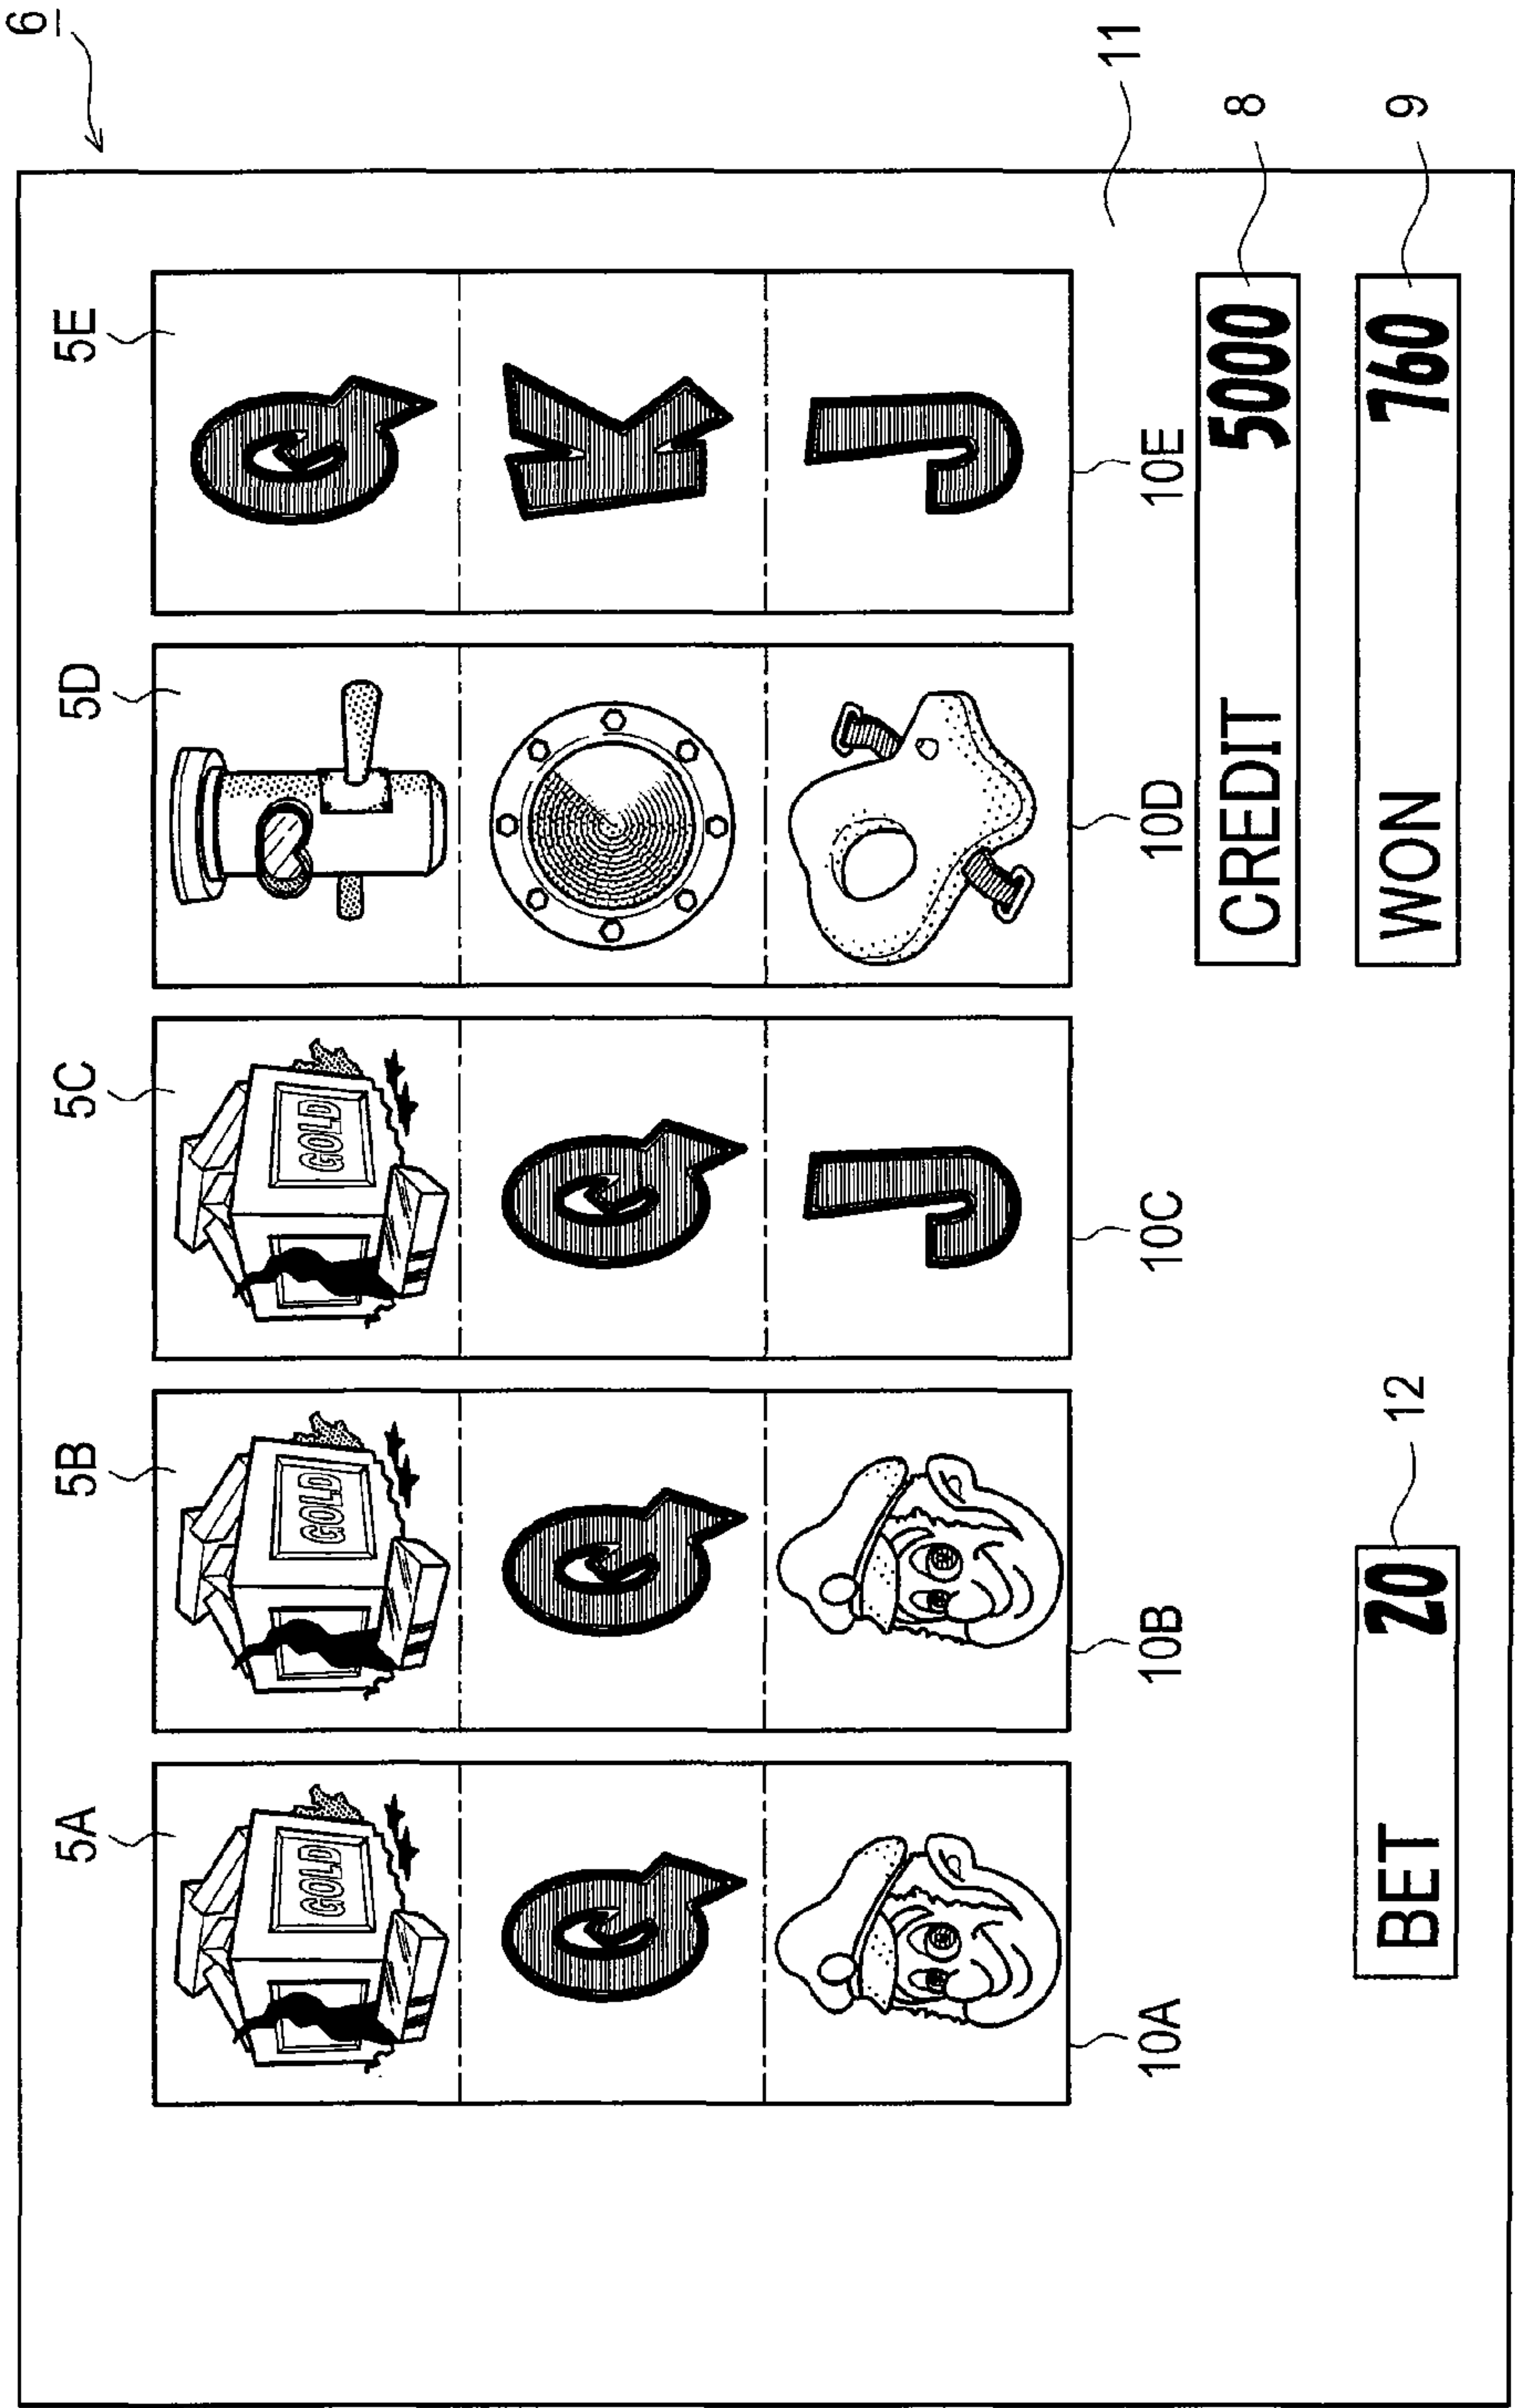 6
5A 5B 5C 5D 5E
GOLD GOLD GOLD Q
Q Q Q K
J J
11
10A 10B 10C 10D 10E
CREDIT 5000 8
BET 20 12 WON 760 9